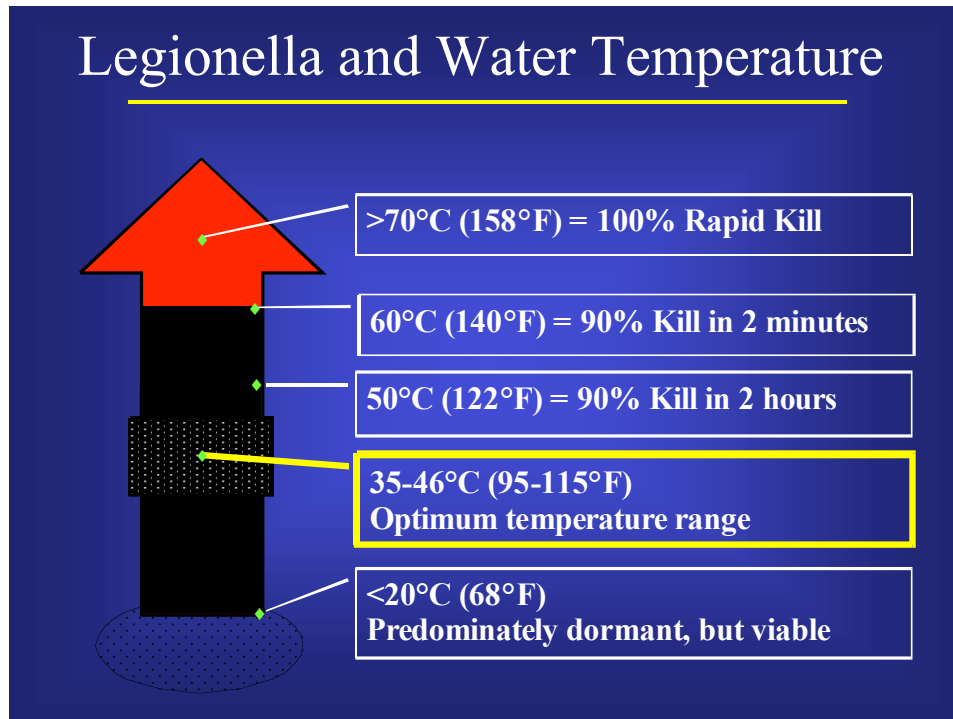 Legionella and Water Temperature
>70°C (158°F) = 100% Rapid Kill
60°C (140°F) = 90% Kill in 2 minutes
50°C (122°F) = 90% Kill in 2 hours
35-46°C (95-115°F)
Optimum temperature range
<20°C (68°F)
Predominately dormant, but viable